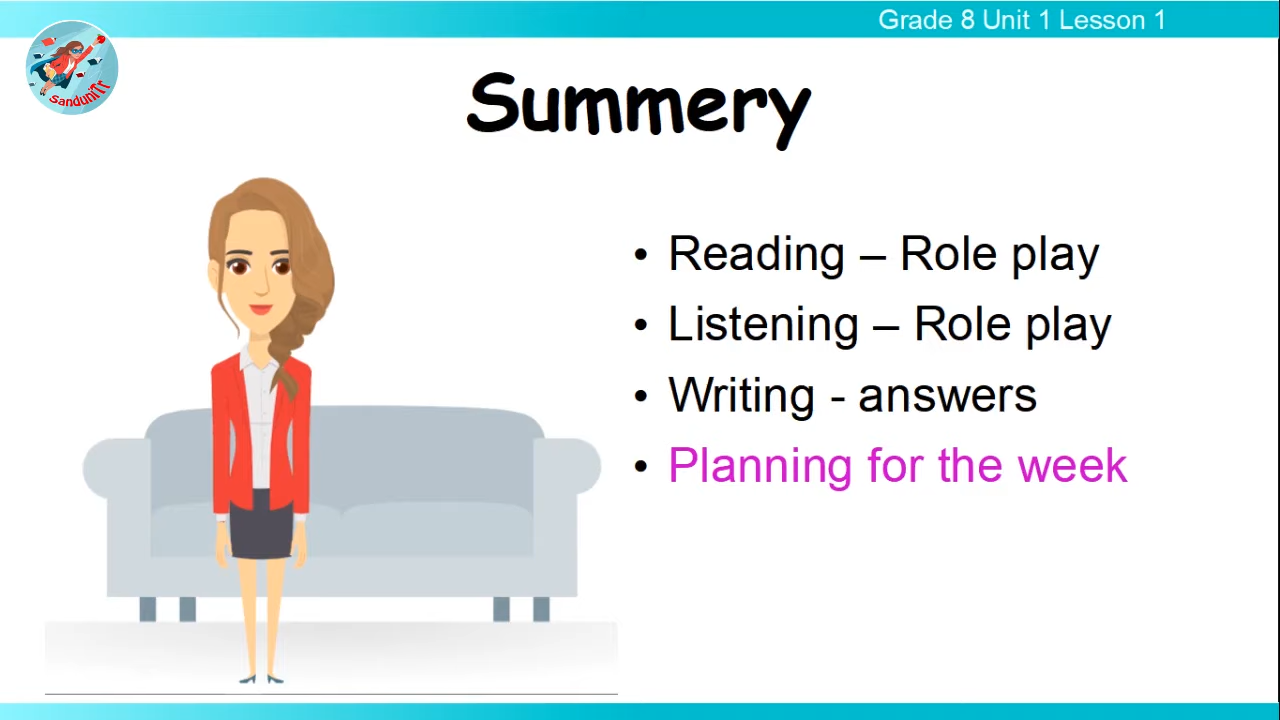 Grade 8 Unit 1 Lesson 1
SanduniTr
Summery
• Reading – Role play
• Listening – Role play
• Writing - answers
• Planning for the week